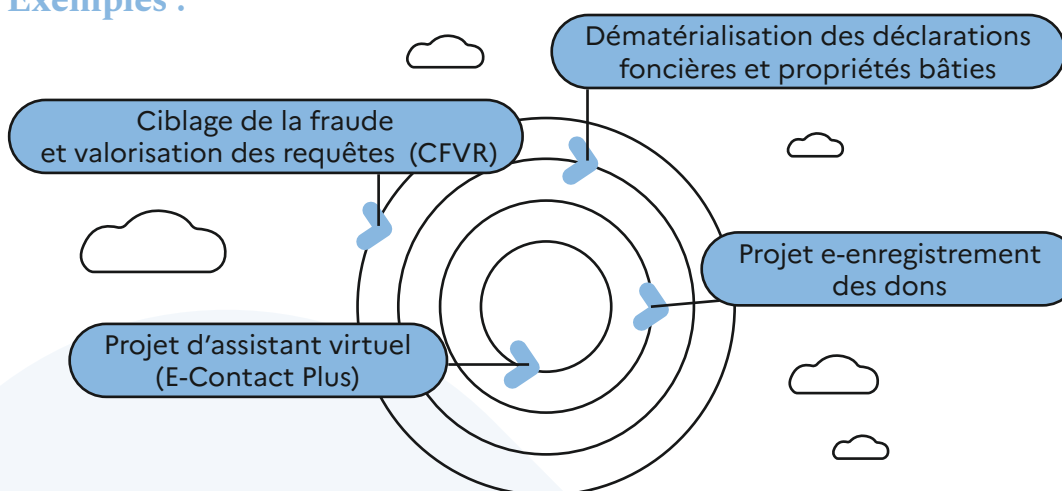 Exemples :
Dématérialisation des déclarations
foncières et propriétés bâties
Ciblage de la fraude
et valorisation des requêtes (CFVR)
Projet e-enregistrement
des dons
Projet d'assistant virtuel
(E-Contact Plus)